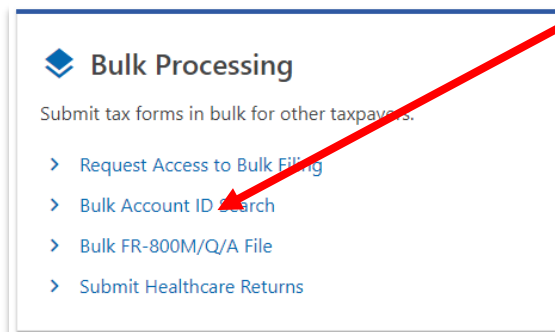 Bulk Processing
Submit tax forms in bulk for other taxpayers.
Request Access to Bulk Filing
Bulk Account ID Search
Bulk FR-800M/Q/A File
Submit Healthcare Returns